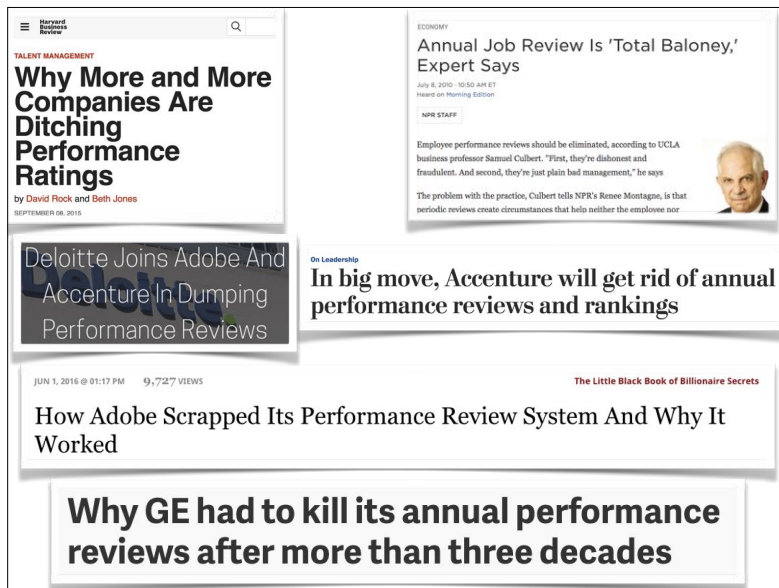 Harvard
Business
Review
TALENT MANAGEMENT
Why More and More
Companies Are
Ditching
Performance
Ratings
by David Rock and Beth Jones
SEPTEMBER 08, 2015
ECONOMY
Annual Job Review Is 'Total Baloney,'
Expert Says
July 8, 2010 · 10:50 AM ET
Heard on Morning Edition
NPR STAFF
Employee performance reviews should be eliminated, according to UCLA
business professor Samuel Culbert. "First, they're dishonest and
fraudulent. And second, they're just plain bad management," he says
The problem with the practice, Culbert tells NPR's Renee Montagne, is that
periodic reviews create circumstances that help neither the employee nor
Deloitte.
Deloitte Joins Adobe And
Accenture In Dumping
Performance Reviews
On Leadership
In big move, Accenture will get rid of annual
performance reviews and rankings
JUN 1, 2016 @ 01:17 PM 9,727 VIEWS
The Little Black Book of Billionaire Secrets
How Adobe Scrapped Its Performance Review System And Why It
Worked
Why GE had to kill its annual performance
reviews after more than three decades